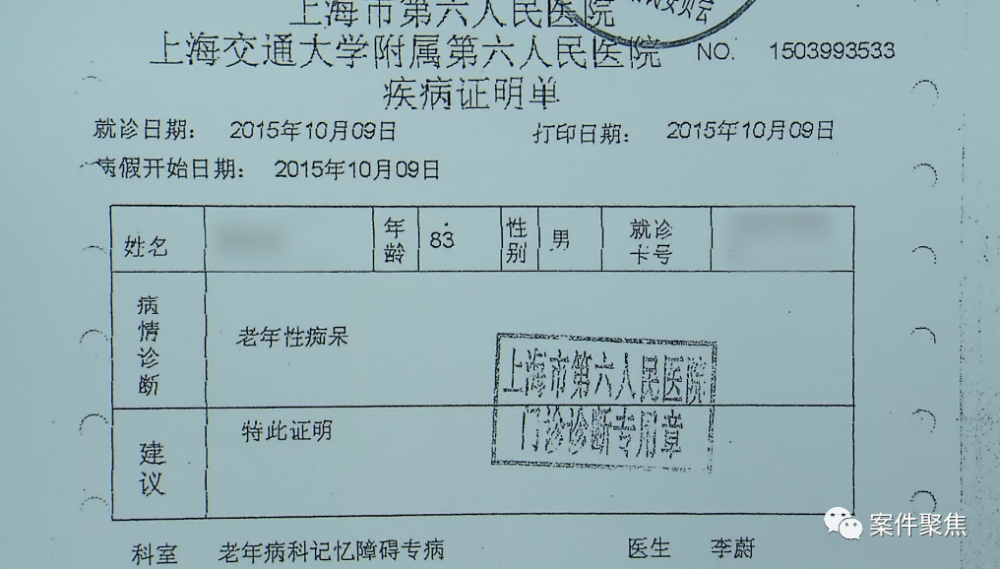 上海市第六人民医院
上海交通大学附属第六人民医院 NO. 1503993533
疾病证明单
就诊日期： 2015年10月09日 打印日期： 2015年10月09日
病假开始日期： 2015年10月09日
姓名 年龄 83 性别 男 就诊卡号
病情诊断 老年性痴呆
上海市第六人民医院
门诊诊断专用章
建议 特此证明
科室 老年病科记忆障碍专病 医生 李蔚
案件聚焦